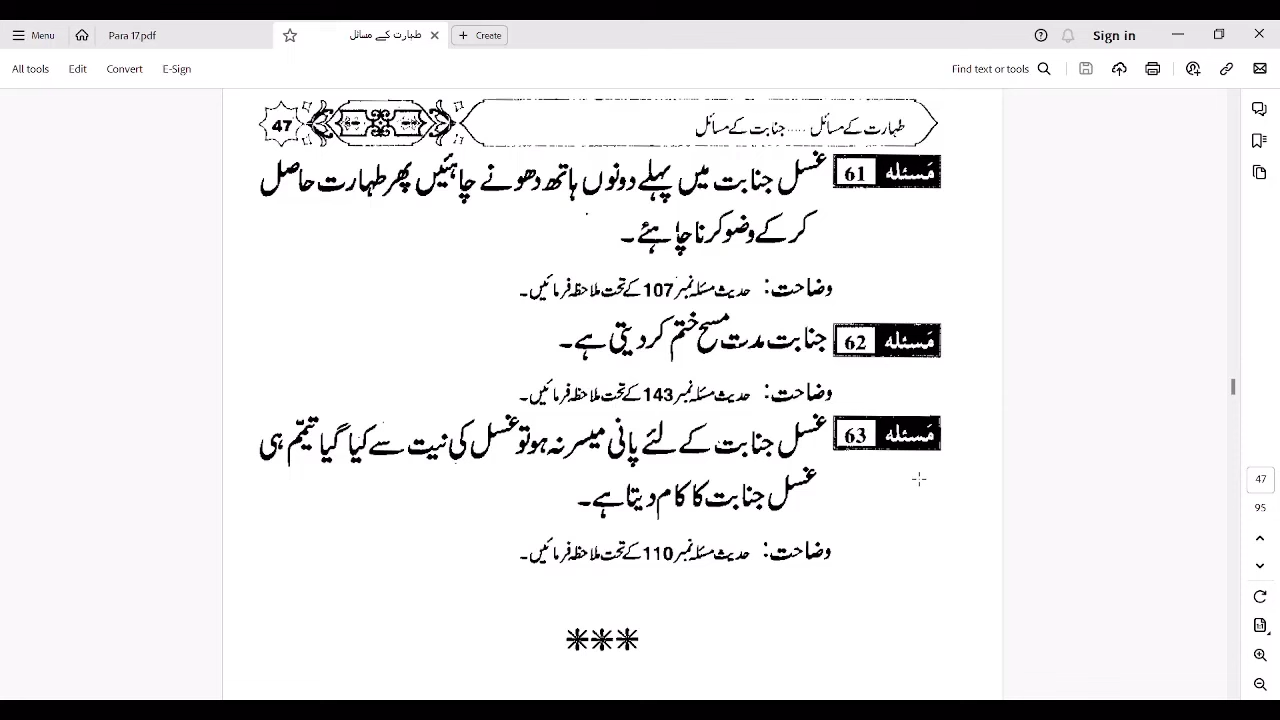 Menu
Para 17.pdf
طہارت کے مسائل
Create
Sign in
All tools Edit Convert E-Sign
Find text or tools
47
طہارت کے مسائل ..... جنابت کے مسائل
مَسئله 61 غسل جنابت میں پہلے دونوں ہاتھ دھونے چاہئیں پھر طہارت حاصل
کر کے وضو کرنا چاہئے۔
وضاحت: حدیث مسئلہ نمبر 107 کے تحت ملاحظہ فرمائیں۔
مَسئله 62 جنابت مدت مسح ختم کر دیتی ہے۔
وضاحت: حدیث مسئلہ نمبر 143 کے تحت ملاحظہ فرمائیں۔
مَسئله 63 غسل جنابت کے لئے پانی میسر نہ ہو تو غسل کی نیت سے کیا گیا تیمّم ہی
غسل جنابت کا کام دیتا ہے۔
وضاحت: حدیث مسئلہ نمبر 110 کے تحت ملاحظہ فرمائیں۔
47
95